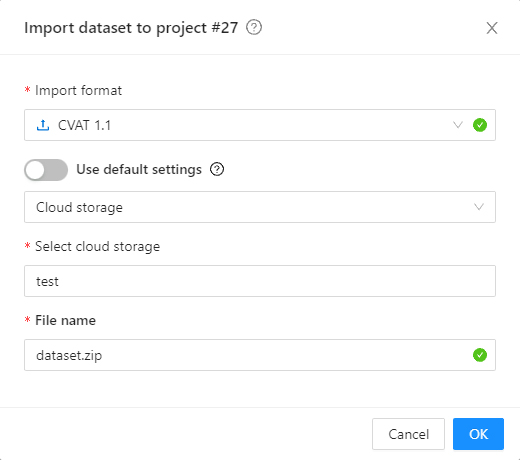 Import dataset to project #27
* Import format
CVAT 1.1
Use default settings
Cloud storage
* Select cloud storage
test
* File name
dataset.zip
Cancel
OK